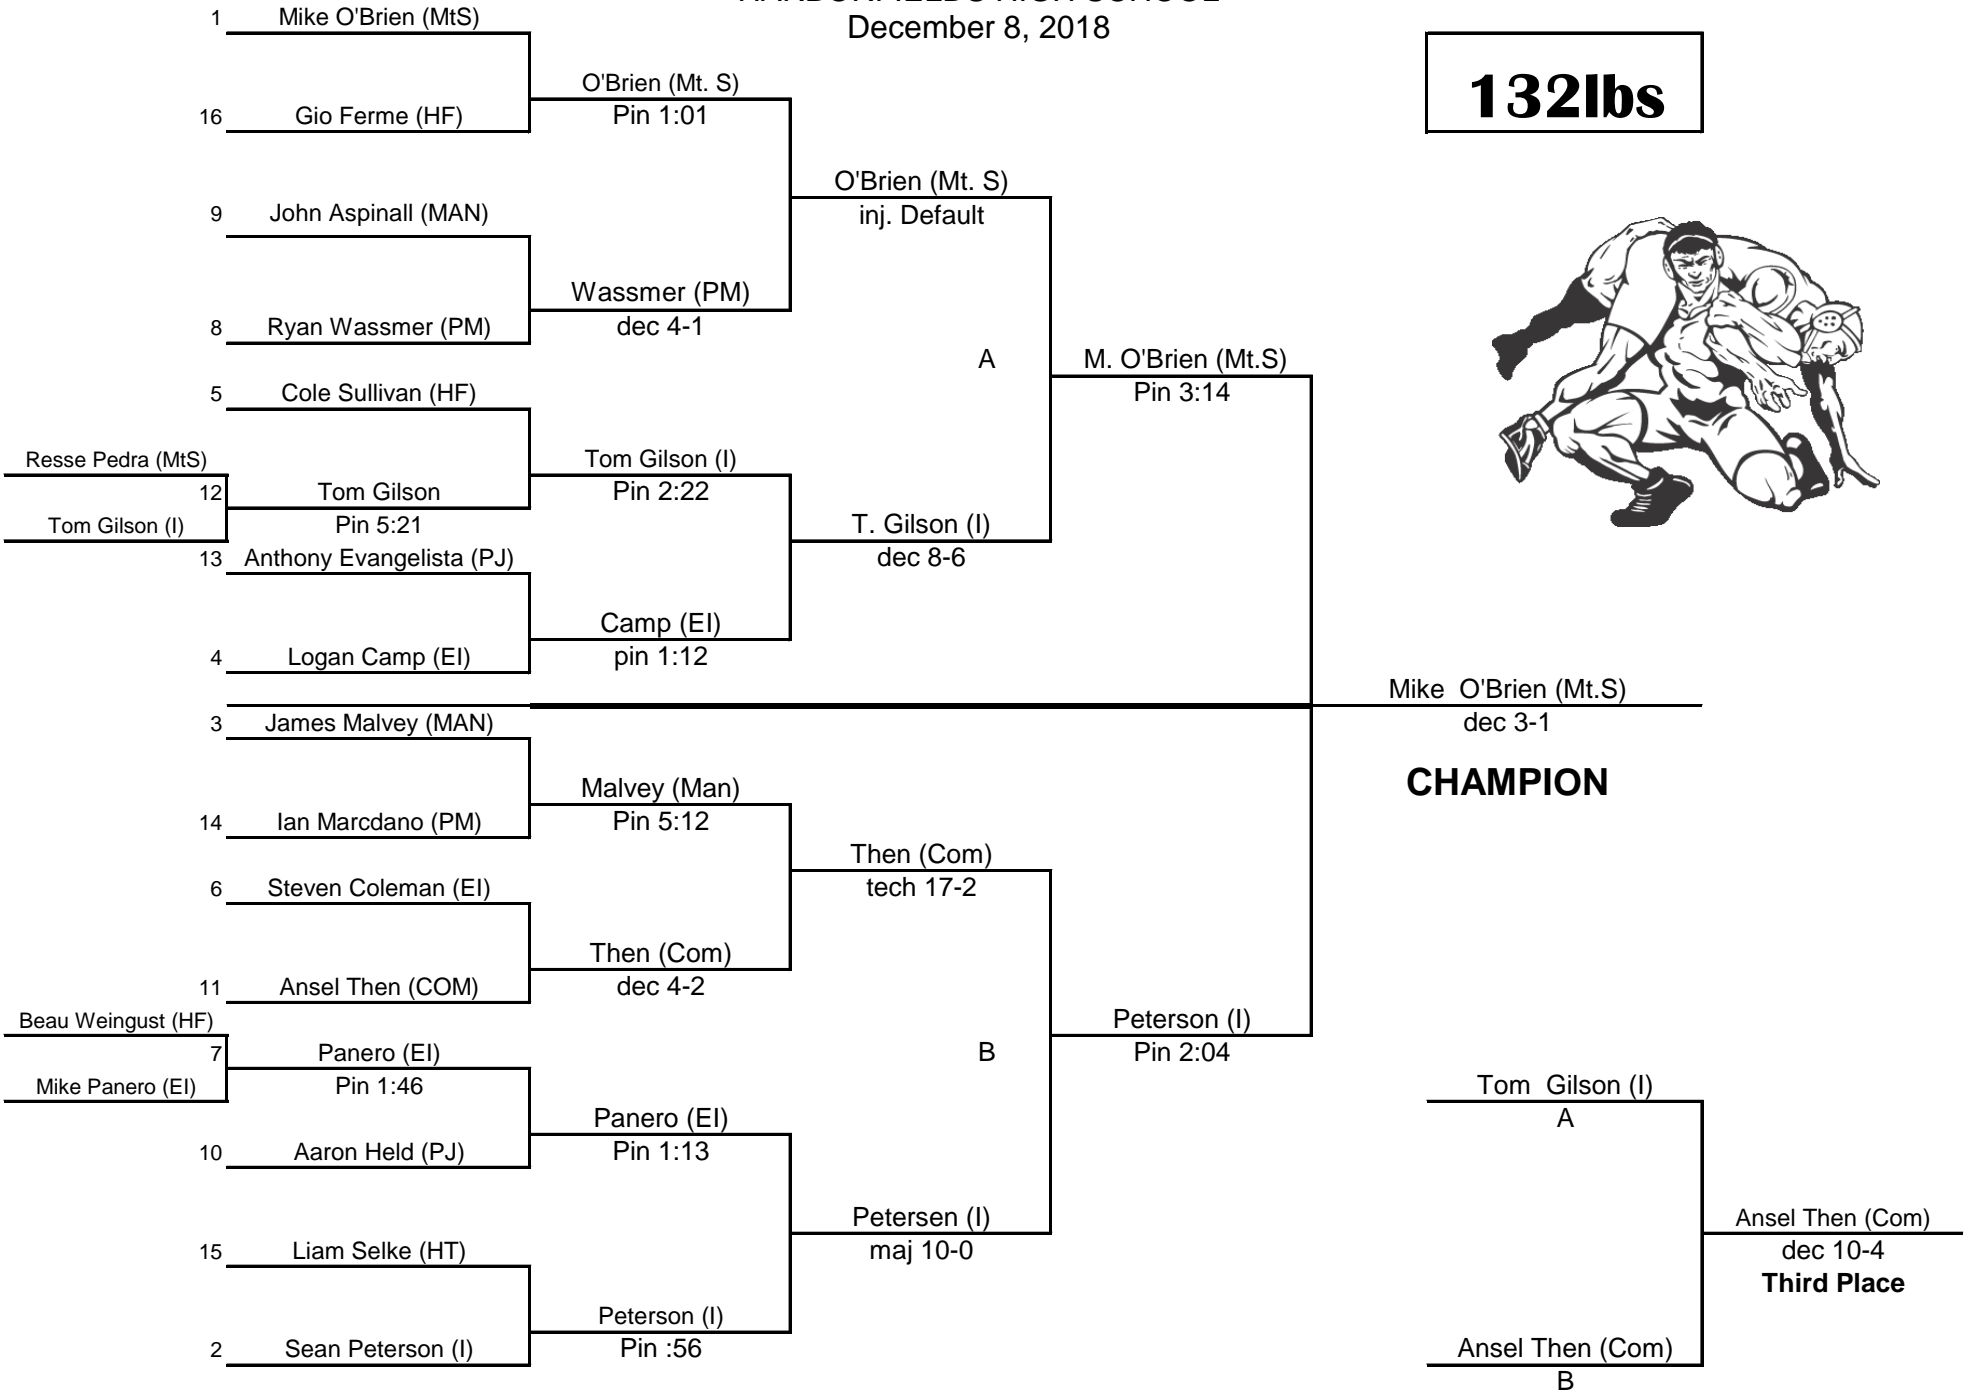 December 8, 2018
132lbs
1 Mike O'Brien (MtS)
16 Gio Ferme (HF)
O'Brien (Mt. S)
Pin 1:01
9 John Aspinall (MAN)
8 Ryan Wassmer (PM)
Wassmer (PM)
dec 4-1
O'Brien (Mt. S)
inj. Default
5 Cole Sullivan (HF)
Resse Pedra (MtS)
12
Tom Gilson (I)
Tom Gilson
Pin 5:21
Tom Gilson (I)
Pin 2:22
13 Anthony Evangelista (PJ)
4 Logan Camp (EI)
Camp (EI)
pin 1:12
T. Gilson (I)
dec 8-6
A
M. O'Brien (Mt.S)
Pin 3:14
3 James Malvey (MAN)
14 Ian Marcdano (PM)
Malvey (Man)
Pin 5:12
6 Steven Coleman (EI)
11 Ansel Then (COM)
Then (Com)
dec 4-2
Then (Com)
tech 17-2
Beau Weingust (HF)
7
Mike Panero (EI)
Panero (EI)
Pin 1:46
10 Aaron Held (PJ)
Panero (EI)
Pin 1:13
15 Liam Selke (HT)
2 Sean Peterson (I)
Peterson (I)
Pin :56
Petersen (I)
maj 10-0
B
Peterson (I)
Pin 2:04
Mike O'Brien (Mt.S)
dec 3-1
CHAMPION
Tom Gilson (I)
A
Ansel Then (Com)
B
Ansel Then (Com)
dec 10-4
Third Place